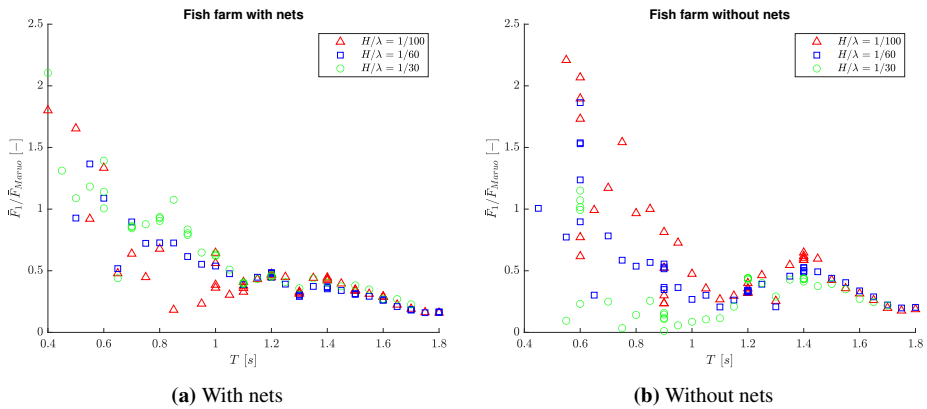 Fish farm with nets
2.5
2
1.5
1
0.5
0
F̄₁/F̄_Maruo [−]
H/λ = 1/100
H/λ = 1/60
H/λ = 1/30
0.4 0.6 0.8 1 1.2 1.4 1.6 1.8
T [s]
(a) With nets
Fish farm without nets
2.5
2
1.5
1
0.5
0
F̄₁/F̄_Maruo [−]
H/λ = 1/100
H/λ = 1/60
H/λ = 1/30
0.4 0.6 0.8 1 1.2 1.4 1.6 1.8
T [s]
(b) Without nets